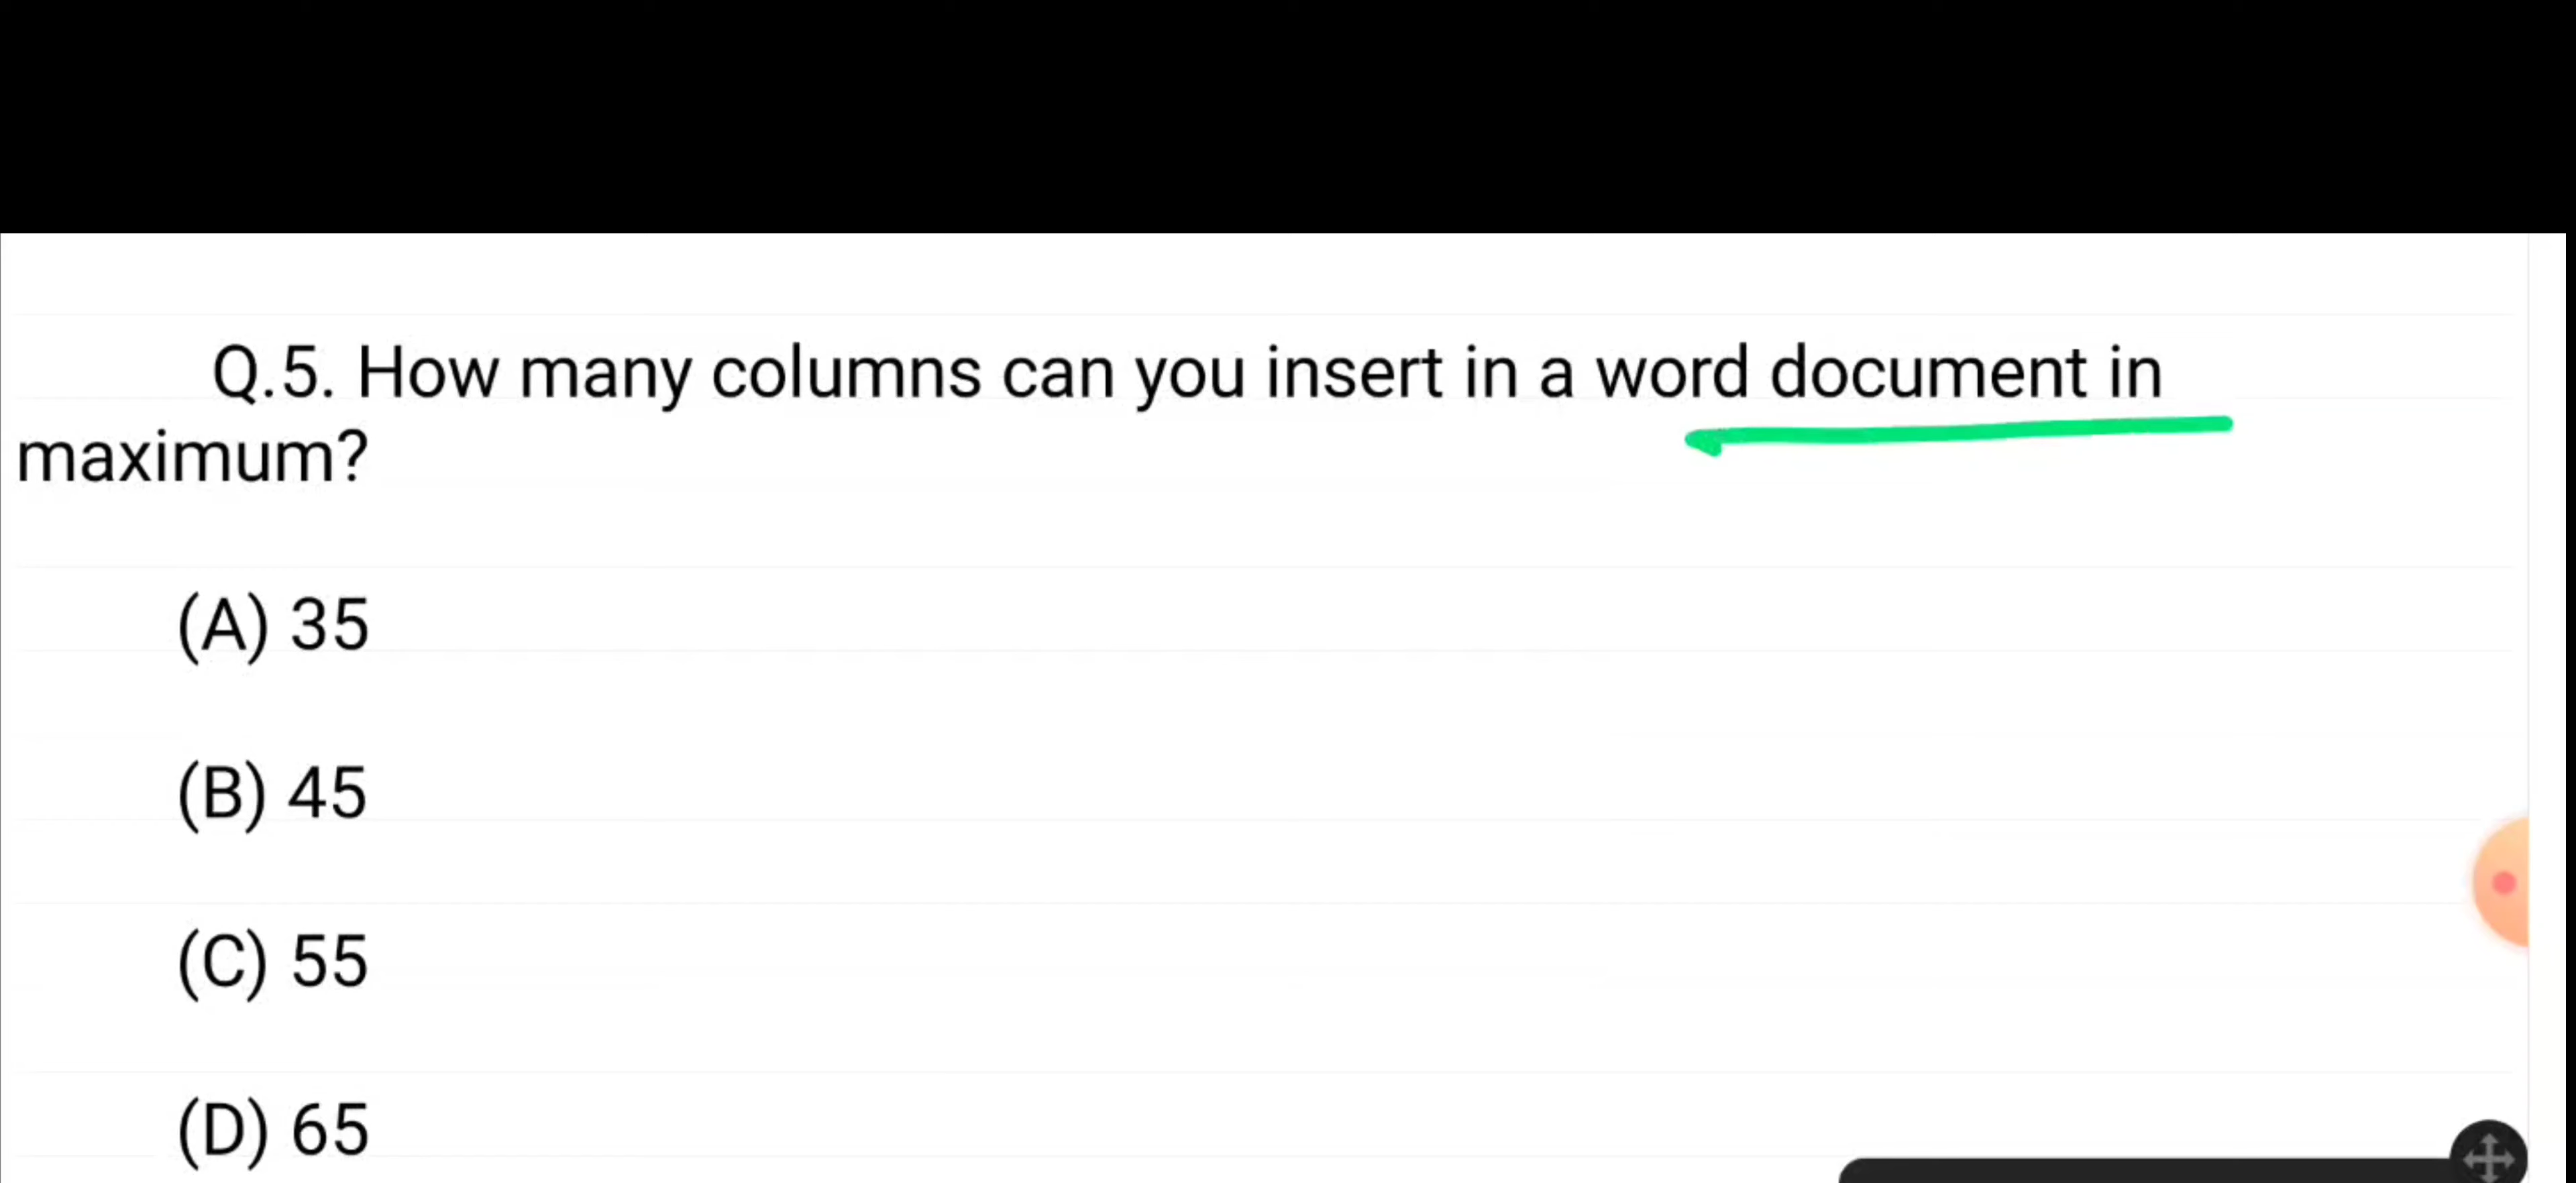 Q.5. How many columns can you insert in a word document in
maximum?
(A) 35
(B) 45
(C) 55
(D) 65